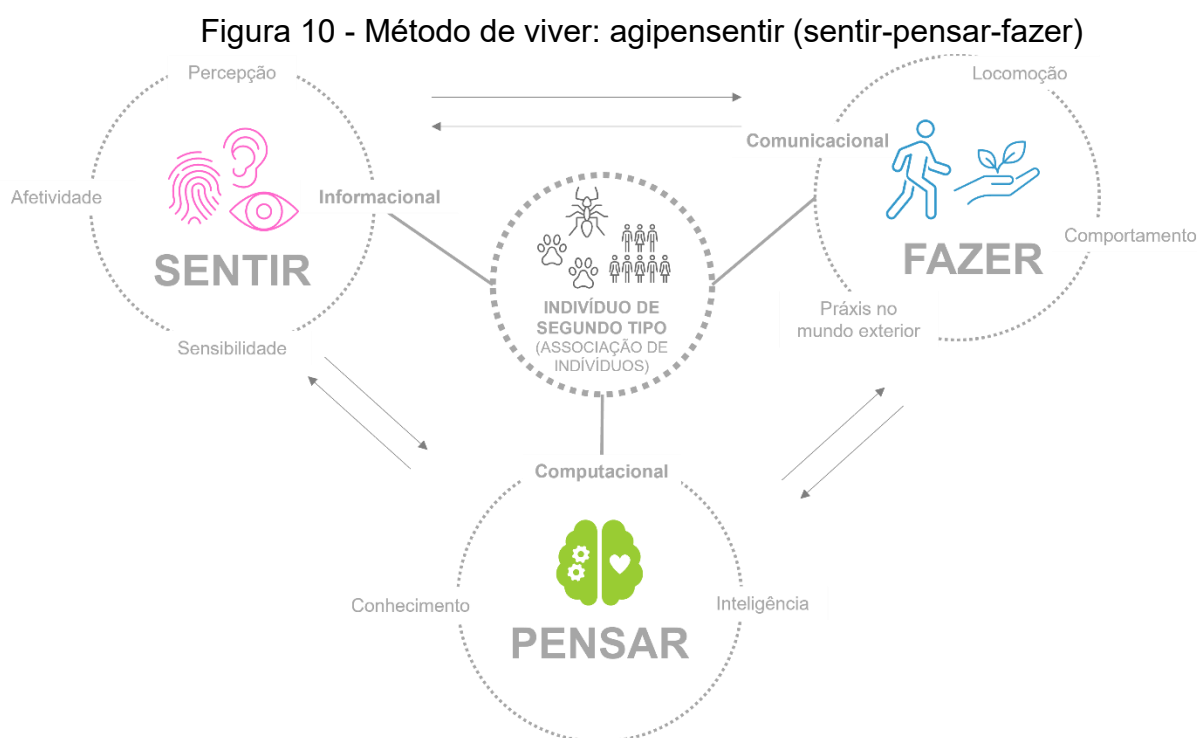 Figura 10 - Método de viver: agipensentir (sentir-pensar-fazer)
Percepção
Afetividade
Informacional
SENTIR
Sensibilidade
Locomoção
Comunicacional
Comportamento
FAZER
Práxis no
mundo exterior
INDIVÍDUO DE
SEGUNDO TIPO
(ASSOCIAÇÃO DE
INDÍVÍDUOS)
Computacional
Conhecimento
Inteligência
PENSAR